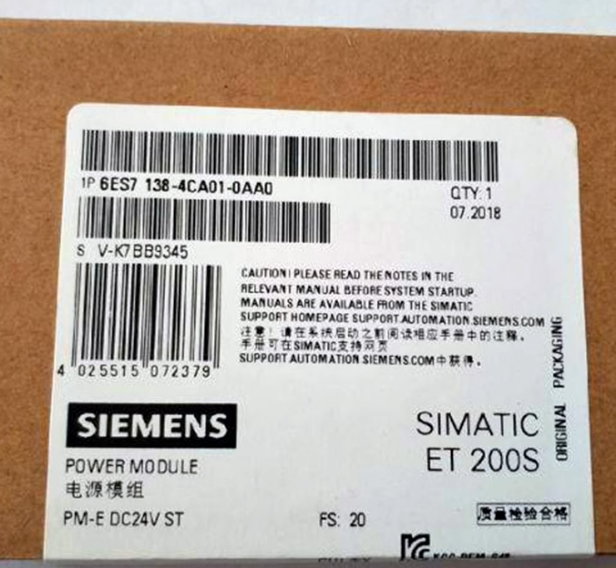 1P 6ES7 138-4CA01-0AA0
QTY: 1
07.2018
S V-K7BB9345
CAUTION! PLEASE READ THE NOTES IN THE
RELEVANT MANUAL BEFORE SYSTEM STARTUP.
MANUALS ARE AVAILABLE FROM THE SIMATIC
SUPPORT HOMEPAGE SUPPORT.AUTOMATION.SIEMENS.COM
注意！请在系统启动之前阅读相应手册中的注释。
手册可在SIMATIC支持网页
SUPPORT.AUTOMATION.SIEMENS.COM中获得。
4 025515 072379
ORIGINAL PACKAGING
SIEMENS
SIMATIC
ET 200S
POWER MODULE
电源模组
PM-E DC24V ST
FS: 20
质量检验合格